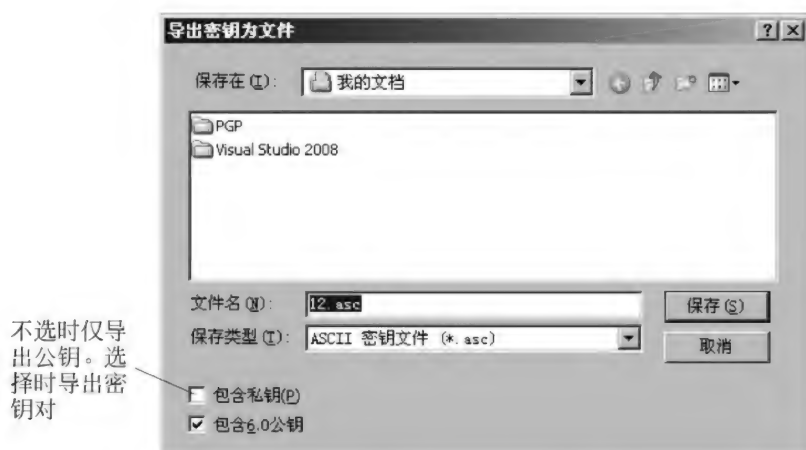 导出密钥为文件
保存在(I):
我的文档
PGP
Visual Studio 2008
文件名(N):
12.asc
保存(S)
保存类型(T):
ASCII 密钥文件 (*.asc)
取消
不选时仅导
出公钥。选
择时导出密
钥对
包含私钥(P)
包含6.0公钥